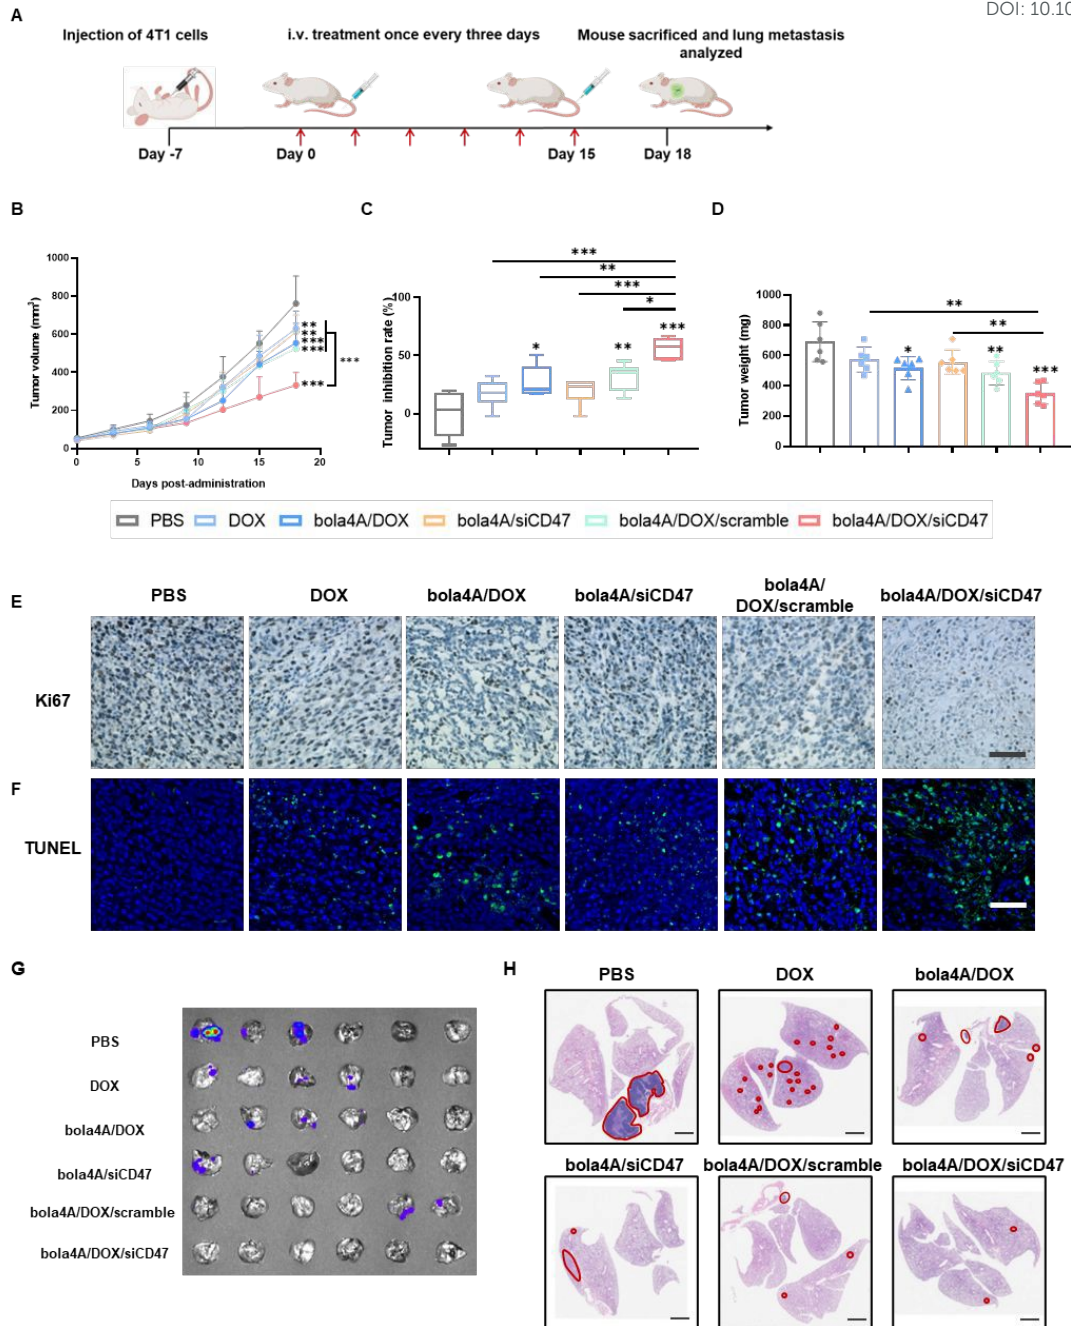 DOI: 10.10
A
Injection of 4T1 cells
i.v. treatment once every three days
Mouse sacrificed and lung metastasis
analyzed
Day -7
Day 0
Day 15
Day 18
B
C
D
Tumor volume (mm³)
1000
800
600
400
200
0
0
5
10
15
20
Days post-administration
**
**
***
***
***
***
Tumor inhibition rate (%)
100
50
0
***
**
***
*
*
**
***
Tumor weight (mg)
1000
800
600
400
200
0
**
**
*
**
***
PBS
DOX
bola4A/DOX
bola4A/siCD47
bola4A/DOX/scramble
bola4A/DOX/siCD47
E
PBS
DOX
bola4A/DOX
bola4A/siCD47
bola4A/
DOX/scramble
bola4A/DOX/siCD47
Ki67
F
TUNEL
G
PBS
DOX
bola4A/DOX
bola4A/siCD47
bola4A/DOX/scramble
bola4A/DOX/siCD47
H
PBS
DOX
bola4A/DOX
bola4A/siCD47
bola4A/DOX/scramble
bola4A/DOX/siCD47